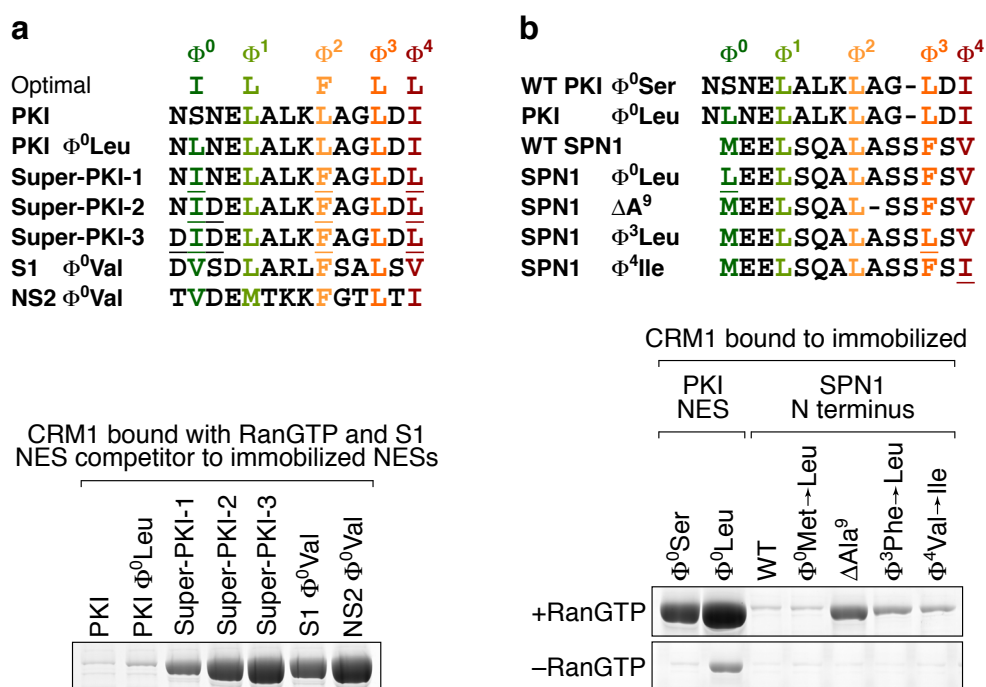 a
Φ⁰ Φ¹ Φ² Φ³ Φ⁴
Optimal I L F L L
PKI NSNELALKLAGLDI
PKI Φ⁰Leu NLNELALKLAGLDI
Super-PKI-1 NINELALKFAGLDL
Super-PKI-2 NIDELALKFAGLDL
Super-PKI-3 DIDELALKFAGLDL
S1 Φ⁰Val DVSDLARLFSALSV
NS2 Φ⁰Val TVDEMTKKFGTLTI
CRM1 bound with RanGTP and S1
NES competitor to immobilized NESs
PKI
PKI Φ⁰Leu
Super-PKI-1
Super-PKI-2
Super-PKI-3
S1 Φ⁰Val
NS2 Φ⁰Val
b
Φ⁰ Φ¹ Φ² Φ³ Φ⁴
WT PKI Φ⁰Ser NSNELALKLAG-LDI
PKI Φ⁰Leu NLNELALKLAG-LDI
WT SPN1 MEELSQALASSFSV
SPN1 Φ⁰Leu LEELSQALASSFSV
SPN1 ΔA⁹ MEELSQAL-SSFSV
SPN1 Φ³Leu MEELSQALASSLSV
SPN1 Φ⁴Ile MEELSQALASSFSI
CRM1 bound to immobilized
PKI
NES
SPN1
N terminus
Φ⁰Ser
Φ⁰Leu
WT
Φ⁰Met→Leu
ΔAla⁹
Φ³Phe→Leu
Φ⁴Val→Ile
+RanGTP
–RanGTP